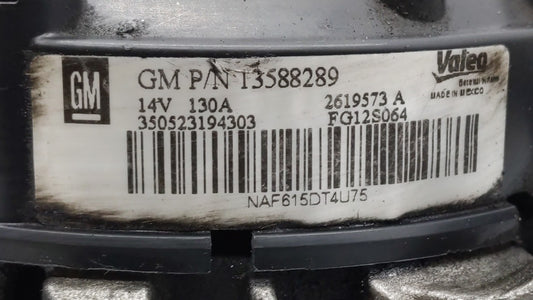 GM
GM P/N 13588289
Valeo
MADE IN MEXICO
14V 130A
2619573 A
350523194303
FG12S064
NAF615DT4U75